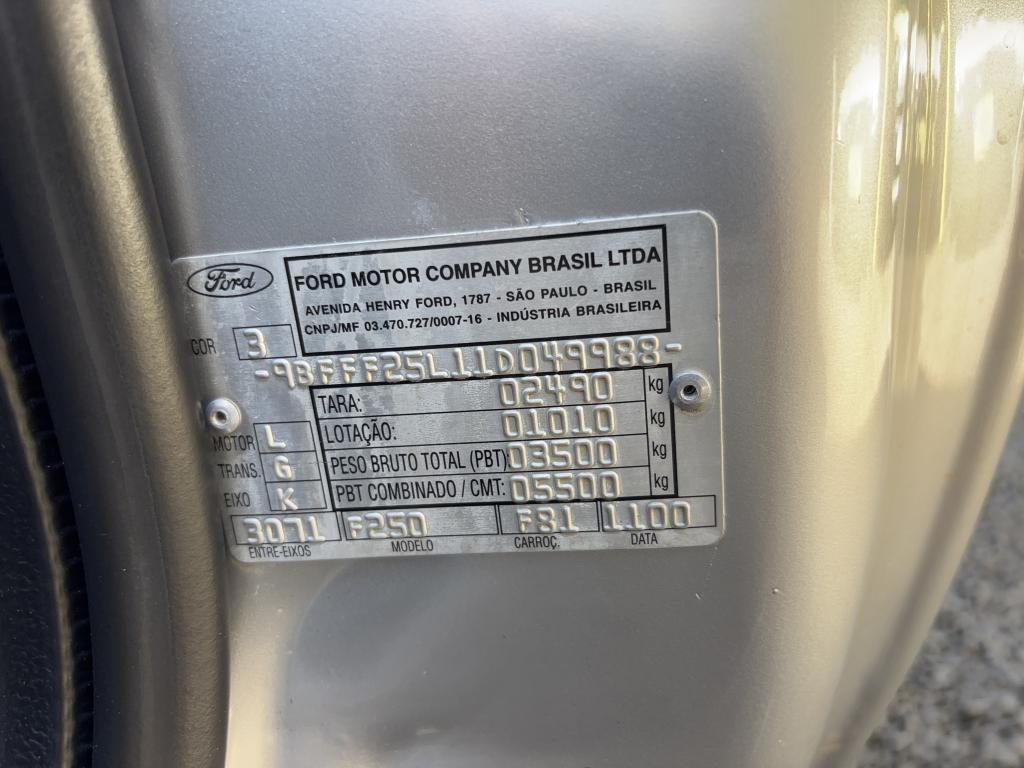 Ford
FORD MOTOR COMPANY BRASIL LTDA
AVENIDA HENRY FORD, 1787 - SÃO PAULO - BRASIL
CNPJ/MF 03.470.727/0007-16 - INDÚSTRIA BRASILEIRA
COR 3
-9BFFF25L11D049988-
TARA: 02490 kg
LOTAÇÃO: 01010 kg
PESO BRUTO TOTAL (PBT): 03500 kg
PBT COMBINADO / CMT: 05500 kg
MOTOR L
TRANS. G
EIXO K
3071 F250 F81 1100
ENTRE-EIXOS MODELO CARROÇ. DATA